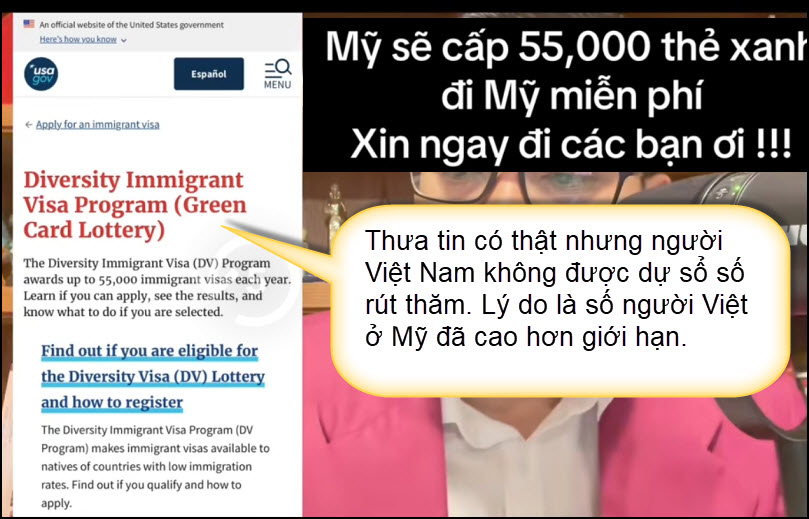 An official website of the United States government
Here's how you know
usa
gov
Español
MENU
← Apply for an immigrant visa
Diversity Immigrant
Visa Program (Green
Card Lottery)
The Diversity Immigrant Visa (DV) Program
awards up to 55,000 immigrant visas each year.
Learn if you can apply, see the results, and
know what to do if you are selected.
Find out if you are eligible for
the Diversity Visa (DV) Lottery
and how to register
The Diversity Immigrant Visa Program (DV
Program) makes immigrant visas available to
natives of countries with low immigration
rates. Find out if you qualify and how to
apply.
Mỹ sẽ cấp 55,000 thẻ xanh
đi Mỹ miễn phí
Xin ngay đi các bạn ơi !!!
Thưa tin có thật nhưng người
Việt Nam không được dự sổ số
rút thăm. Lý do là số người Việt
ở Mỹ đã cao hơn giới hạn.